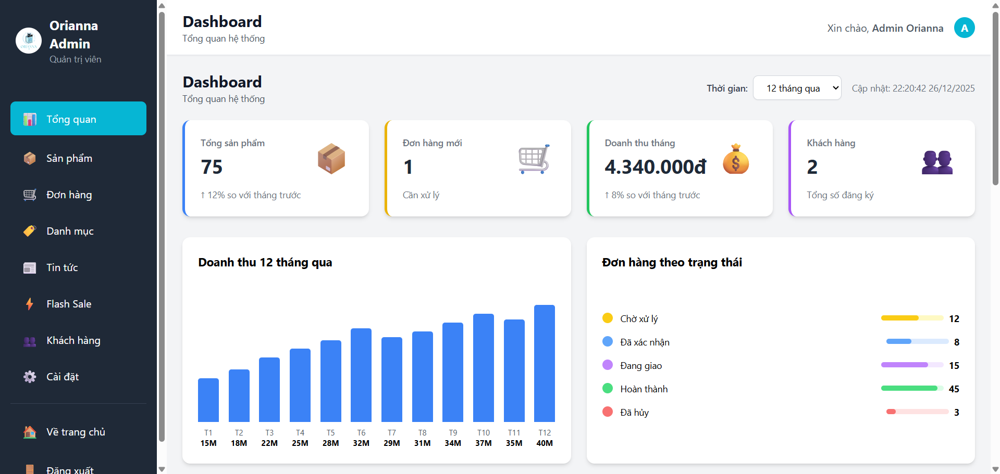 Orianna
Admin
Quản trị viên
ORIANNA
Tổng quan
Sản phẩm
Đơn hàng
Danh mục
Tin tức
Flash Sale
Khách hàng
Cài đặt
Về trang chủ
Đăng xuất
Dashboard
Tổng quan hệ thống
Xin chào, Admin Orianna
A
Dashboard
Tổng quan hệ thống
Thời gian: 12 tháng qua Cập nhật: 22:20:42 26/12/2025
Tổng sản phẩm
75
↑ 12% so với tháng trước
Đơn hàng mới
1
Cần xử lý
Doanh thu tháng
4.340.000đ
↑ 8% so với tháng trước
Khách hàng
2
Tổng số đăng ký
Doanh thu 12 tháng qua
T1 T2 T3 T4 T5 T6 T7 T8 T9 T10 T11 T12
15M 18M 22M 25M 28M 32M 29M 31M 34M 37M 35M 40M
Đơn hàng theo trạng thái
Chờ xử lý 12
Đã xác nhận 8
Đang giao 15
Hoàn thành 45
Đã hủy 3